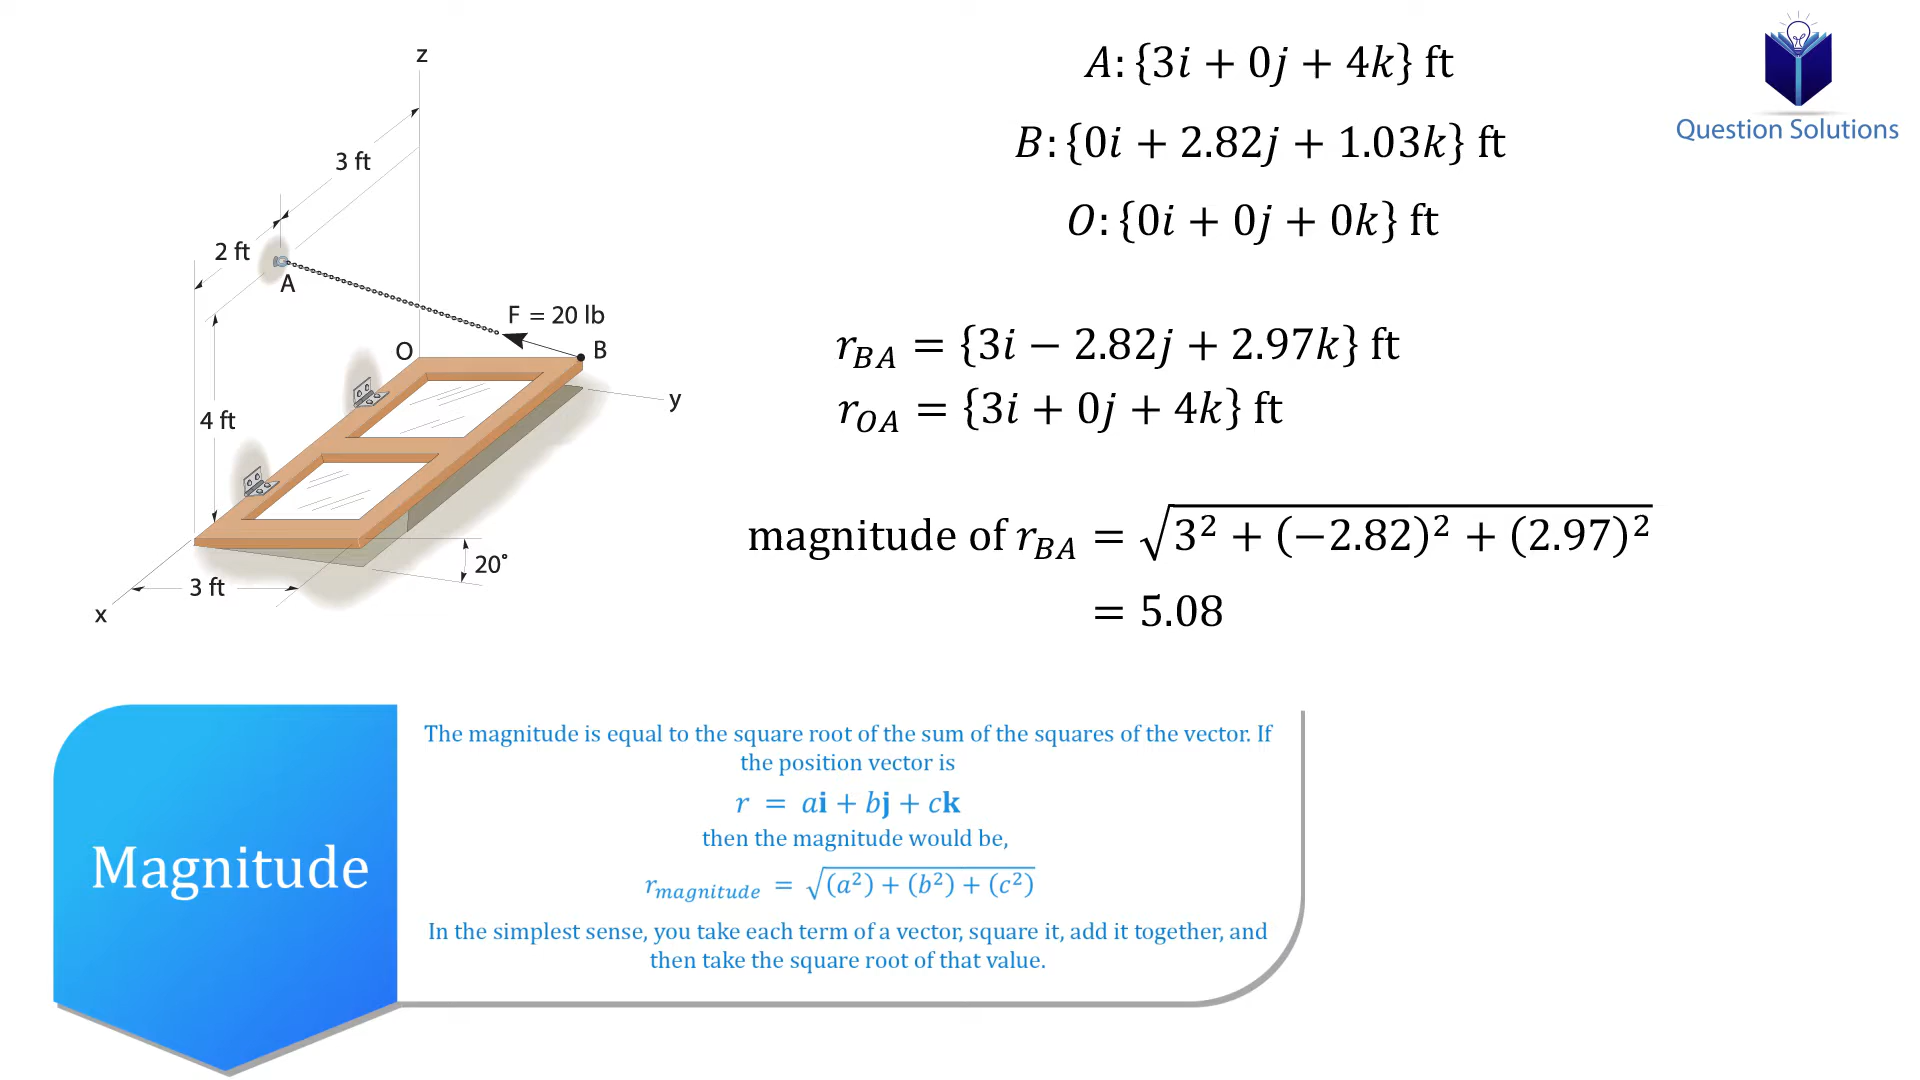 z
3 ft
2 ft
A
F = 20 lb
O
B
y
4 ft
20°
3 ft
x
A: {3i + 0j + 4k} ft
B: {0i + 2.82j + 1.03k} ft
O: {0i + 0j + 0k} ft
Question Solutions
r_BA = {3i − 2.82j + 2.97k} ft
r_OA = {3i + 0j + 4k} ft
magnitude of r_BA = √(3² + (−2.82)² + (2.97)²)
= 5.08
Magnitude
The magnitude is equal to the square root of the sum of the squares of the vector. If
the position vector is
r = ai + bj + ck
then the magnitude would be,
r_magnitude = √((a²) + (b²) + (c²))
In the simplest sense, you take each term of a vector, square it, add it together, and
then take the square root of that value.